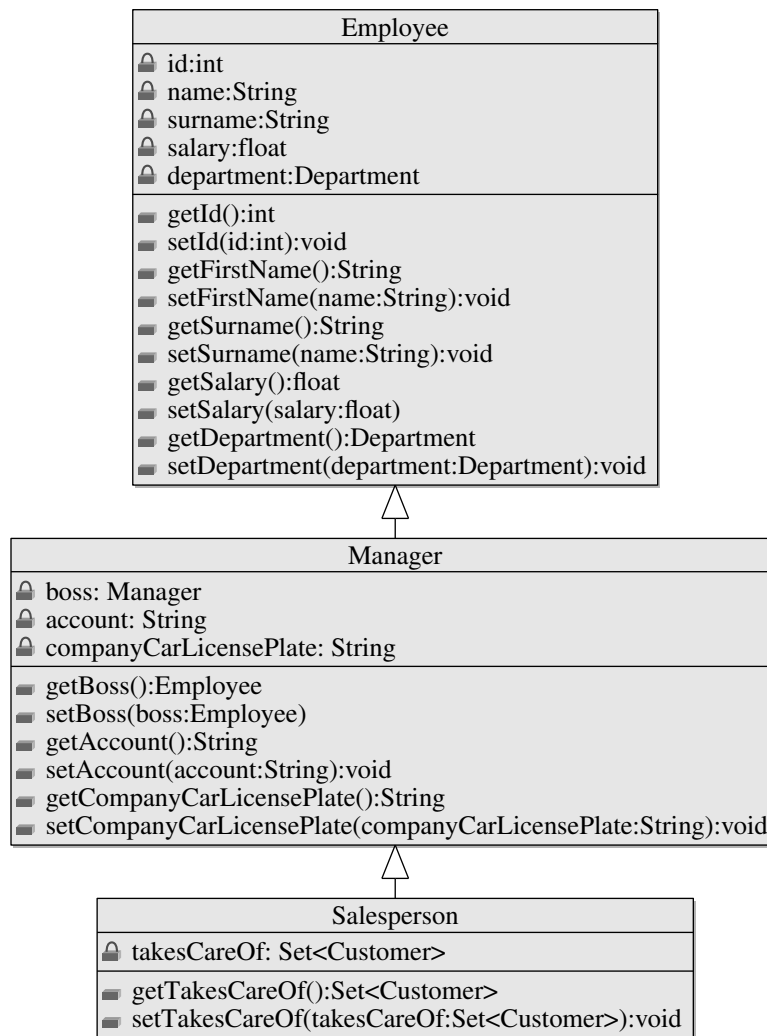 Employee
id:int
name:String
surname:String
salary:float
department:Department
getId():int
setId(id:int):void
getFirstName():String
setFirstName(name:String):void
getSurname():String
setSurname(name:String):void
getSalary():float
setSalary(salary:float)
getDepartment():Department
setDepartment(department:Department):void
Manager
boss: Manager
account: String
companyCarLicensePlate: String
getBoss():Employee
setBoss(boss:Employee)
getAccount():String
setAccount(account:String):void
getCompanyCarLicensePlate():String
setCompanyCarLicensePlate(companyCarLicensePlate:String):void
Salesperson
takesCareOf: Set<Customer>
getTakesCareOf():Set<Customer>
setTakesCareOf(takesCareOf:Set<Customer>):void